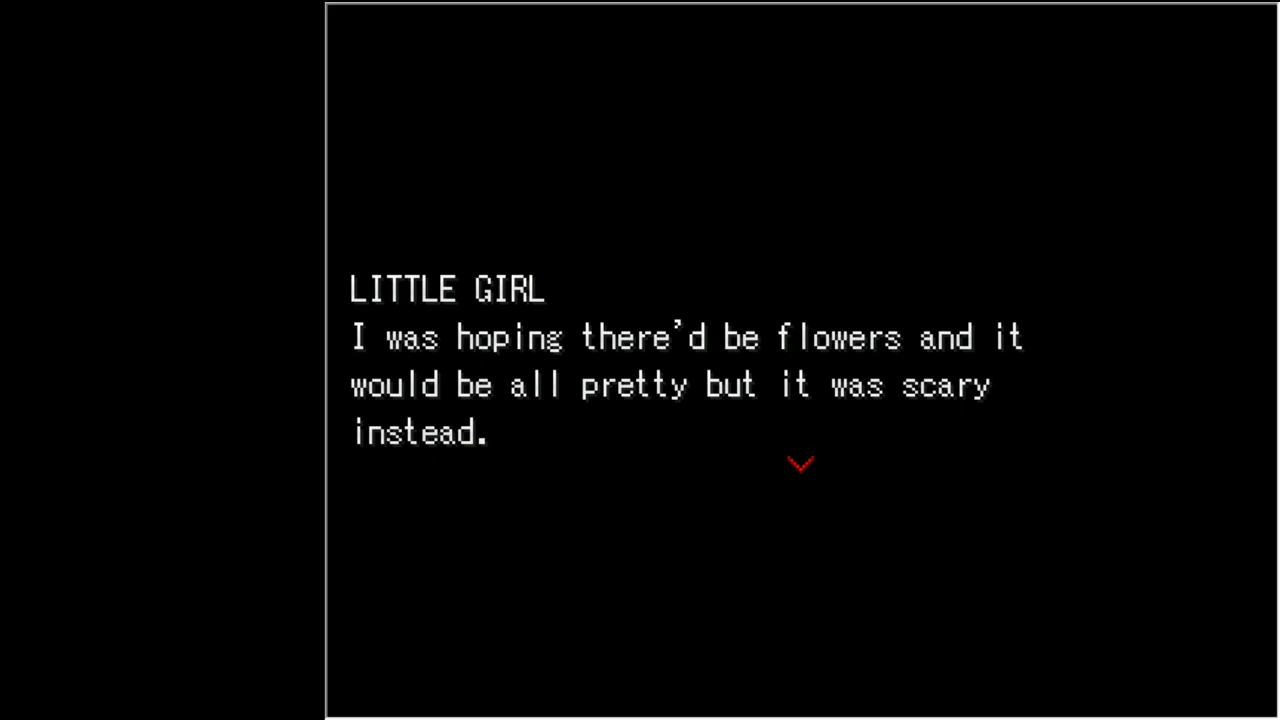 LITTLE GIRL
I was hoping there'd be flowers and it
would be all pretty but it was scary
instead.